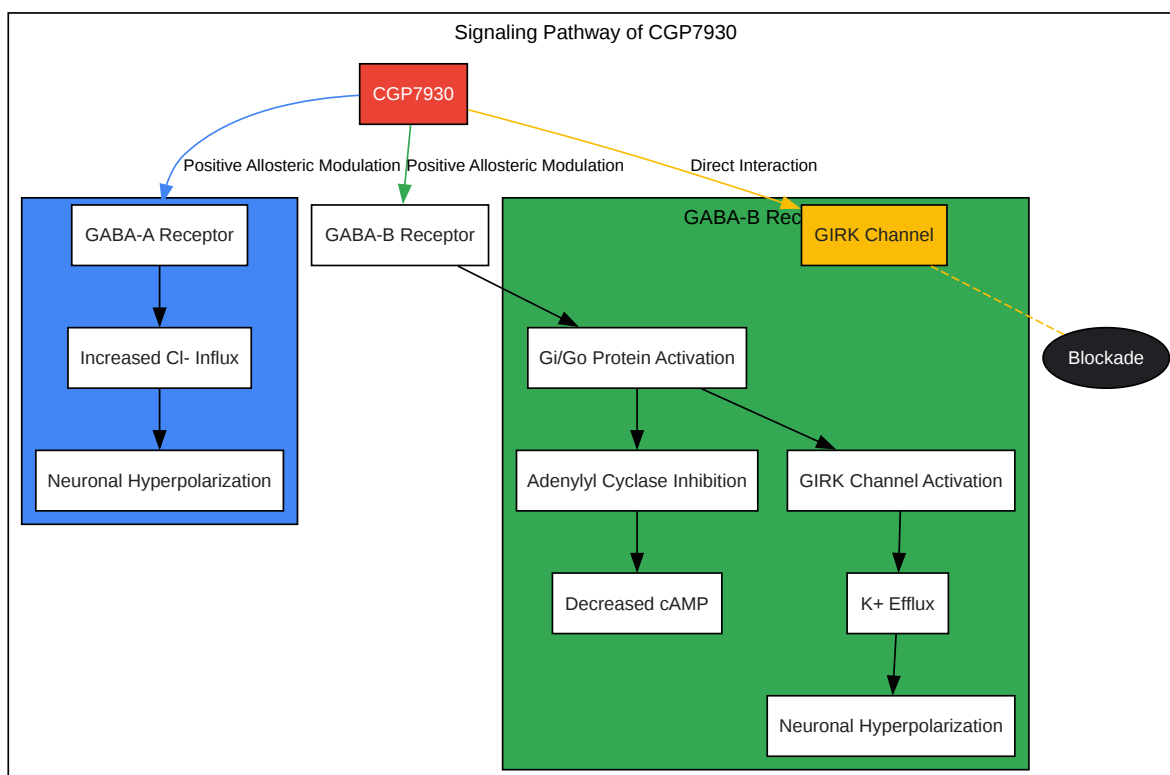 Signaling Pathway of CGP7930
CGP7930
Positive Allosteric Modulation
Positive Allosteric Modulation
Direct Interaction
GABA-B Rec
GABA-A Receptor
GABA-B Receptor
GIRK Channel
Increased Cl- Influx
Gi/Go Protein Activation
Blockade
Neuronal Hyperpolarization
Adenylyl Cyclase Inhibition
GIRK Channel Activation
Decreased cAMP
K+ Efflux
Neuronal Hyperpolarization